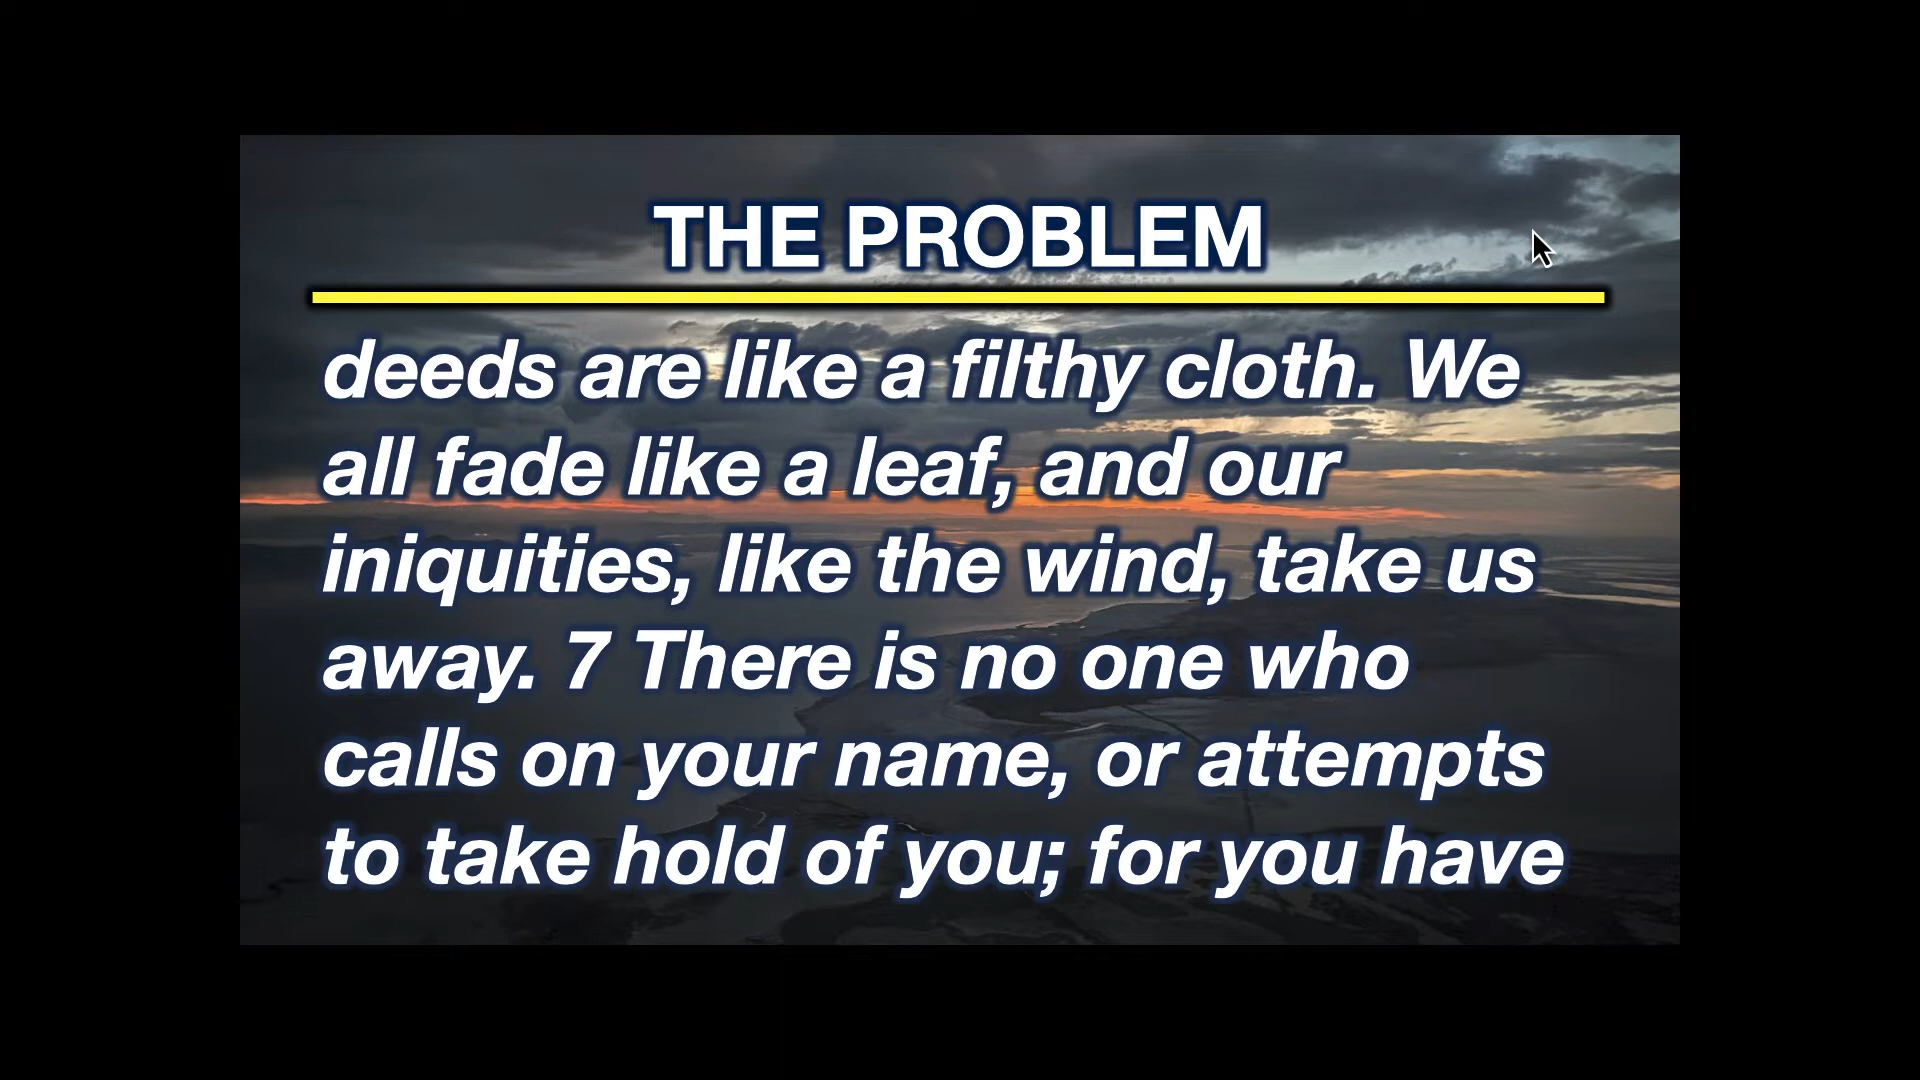 THE PROBLEM
deeds are like a filthy cloth. We
all fade like a leaf, and our
iniquities, like the wind, take us
away. 7 There is no one who
calls on your name, or attempts
to take hold of you; for you have